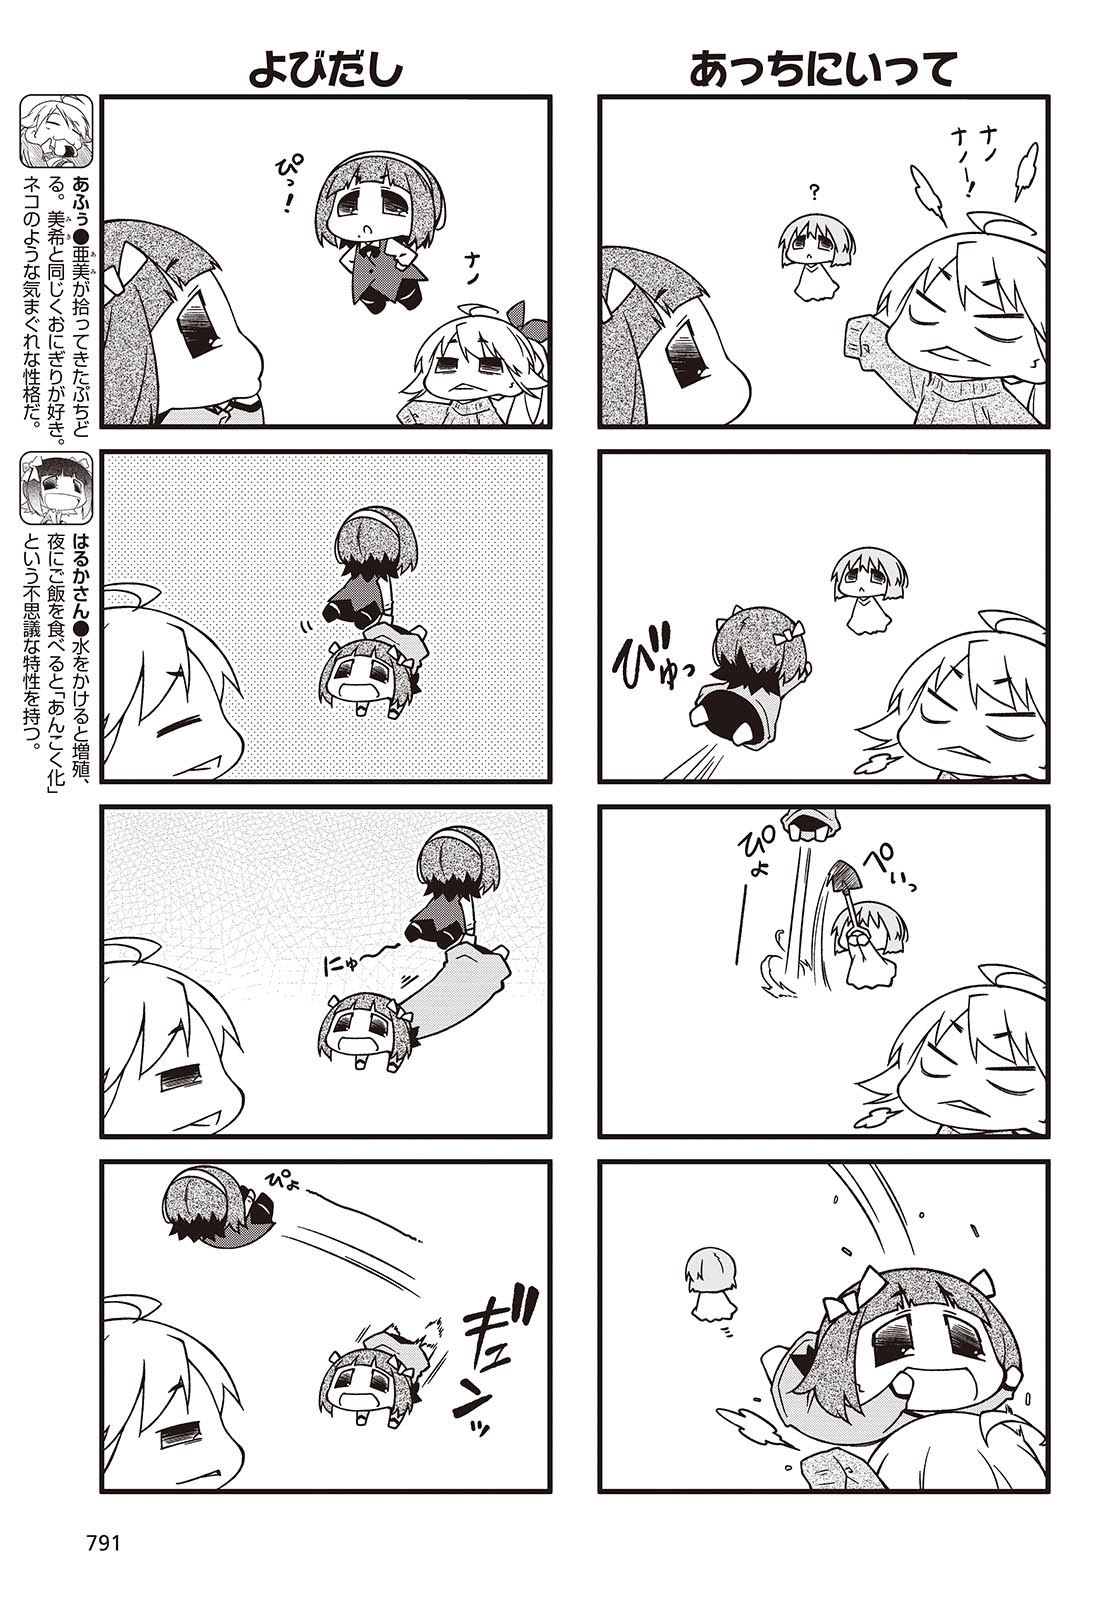 あっちにいって
ナノ
ナノー!
?
びゅっ
ぺいっ
ぴょ
よびだし
ぴっ!
ナノ
にゅー
ぴょー
ギュンッ
あふぅ●亜美が拾ってきたぷちど
る。美希と同じくおにぎりが好き。
ネコのような気まぐれな性格だ。
はるかさん●水をかけると増殖、
夜にご飯を食べると「あんこく化」
という不思議な特性を持つ。
791